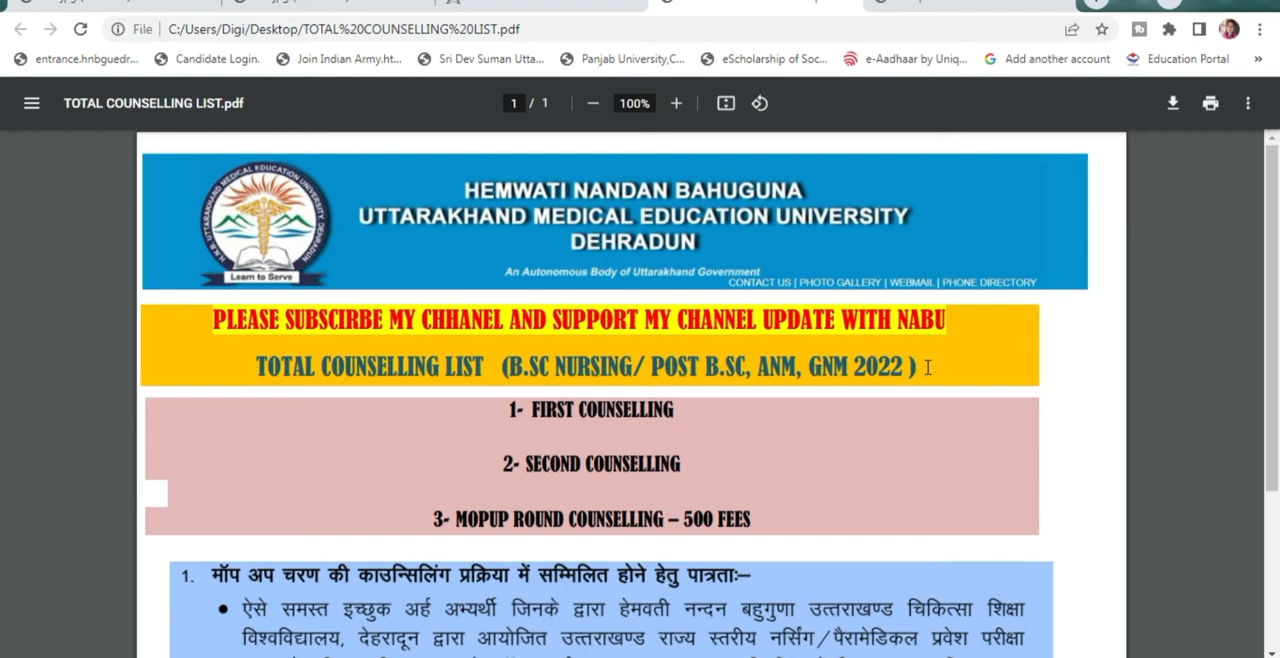 File | C:/Users/Digi/Desktop/TOTAL%20COUNSELLING%20LIST.pdf
entrance.hnbguedr... Candidate Login. Join Indian Army.ht... Sri Dev Suman Utta... Panjab University,C... eScholarship of Soc... e-Aadhaar by Uniq... Add another account Education Portal »
TOTAL COUNSELLING LIST.pdf 1 / 1 100%
H.N.B. UTTARAKHAND MEDICAL EDUCATION UNIVERSITY, DEHRADUN
Learn to Serve
HEMWATI NANDAN BAHUGUNA
UTTARAKHAND MEDICAL EDUCATION UNIVERSITY
DEHRADUN
An Autonomous Body of Uttarakhand Government
CONTACT US | PHOTO GALLERY | WEBMAIL | PHONE DIRECTORY
PLEASE SUBSCIRBE MY CHHANEL AND SUPPORT MY CHANNEL UPDATE WITH NABU
TOTAL COUNSELLING LIST (B.SC NURSING/ POST B.SC, ANM, GNM 2022 )
1- FIRST COUNSELLING
2- SECOND COUNSELLING
3- MOPUP ROUND COUNSELLING – 500 FEES
1. मॉप अप चरण की काउन्सिलिंग प्रक्रिया में सम्मिलित होने हेतु पात्रताः–
● ऐसे समस्त इच्छुक अर्ह अभ्यर्थी जिनके द्वारा हेमवती नन्दन बहुगुणा उत्तराखण्ड चिकित्सा शिक्षा
विश्वविद्यालय, देहरादून द्वारा आयोजित उत्तराखण्ड राज्य स्तरीय नर्सिंग/पैरामेडिकल प्रवेश परीक्षा